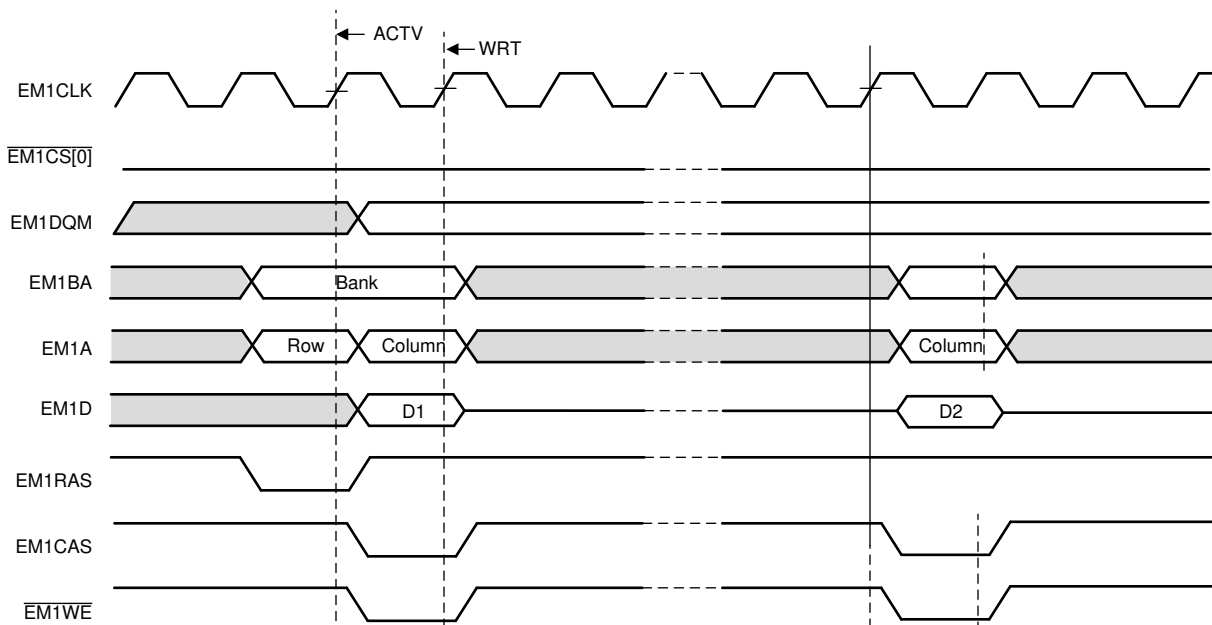 ACTV
WRT
EM1CLK
EM1CS[0]
EM1DQM
EM1BA
Bank
EM1A
Row
Column
Column
EM1D
D1
D2
EM1RAS
EM1CAS
EM1WE